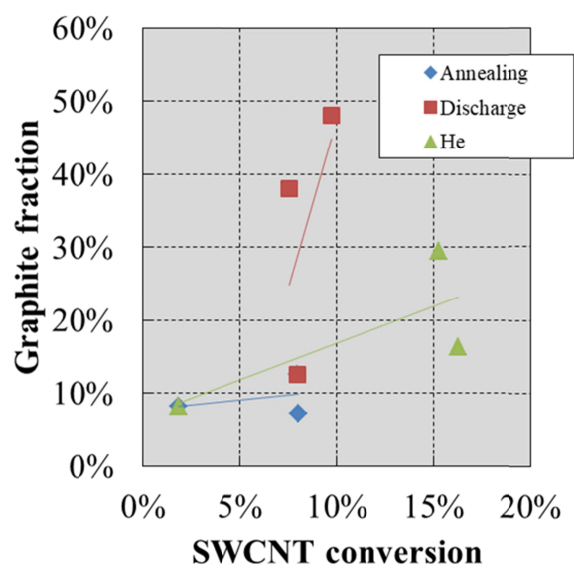 60%
50%
40%
30%
20%
10%
0%
Graphite fraction
Annealing
Discharge
He
0%
5%
10%
15%
20%
SWCNT conversion